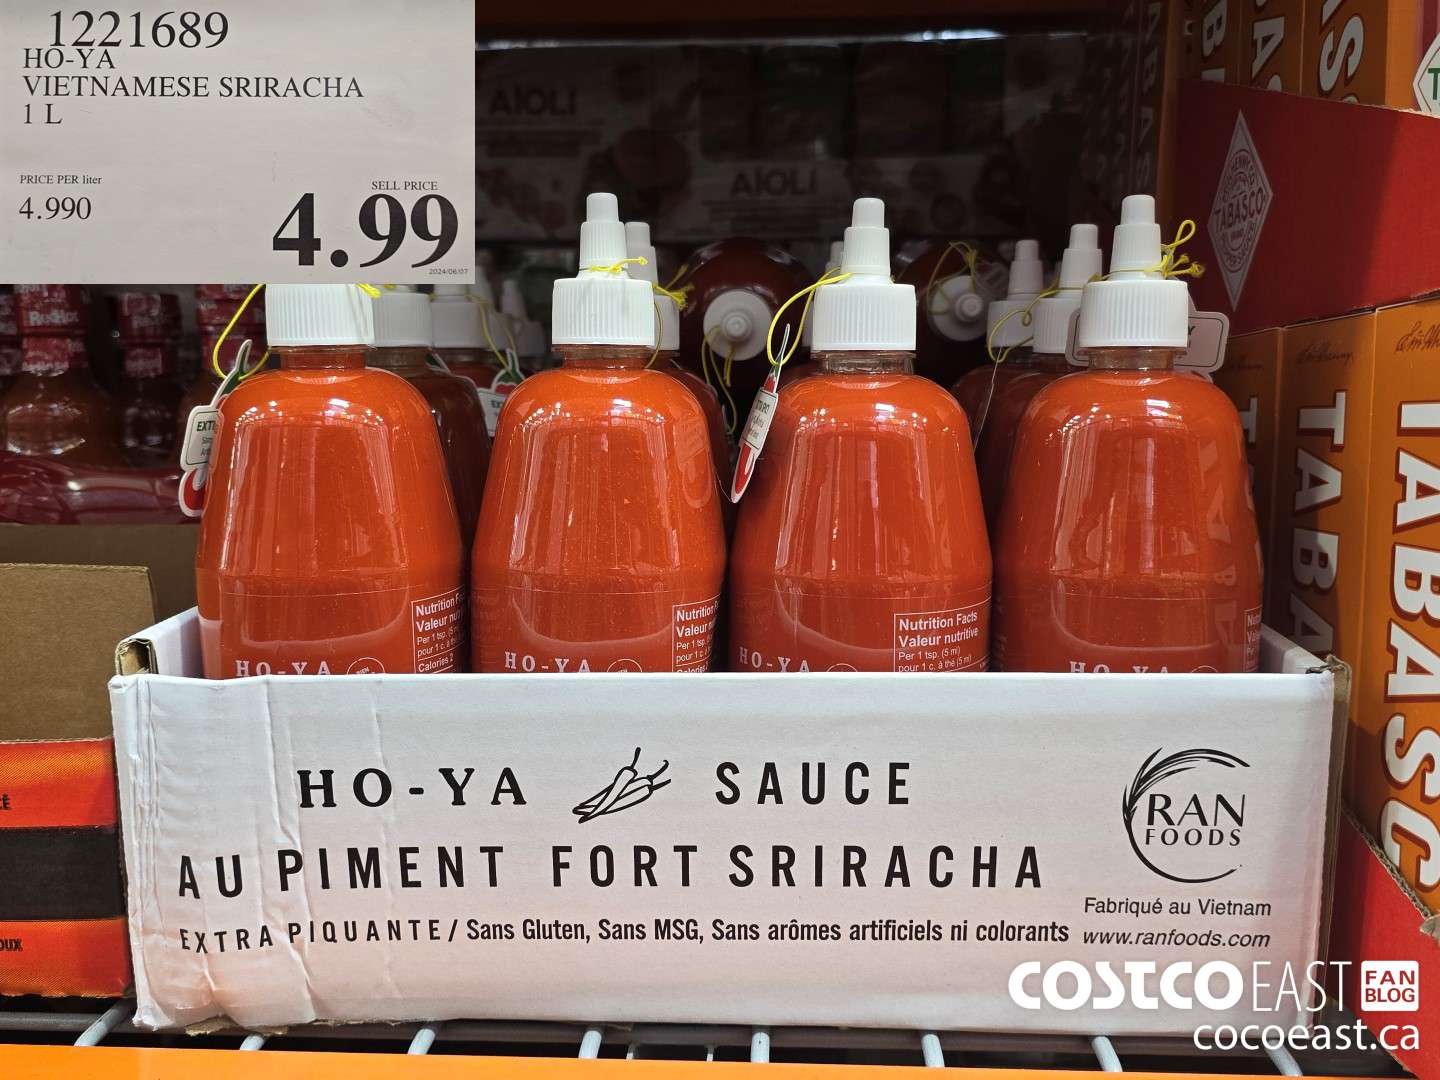 1221689
HO-YA
VIETNAMESE SRIRACHA
1 L
PRICE PER liter
4.990
SELL PRICE
4.99
2024/06/07
AIOLI
AIOLI
TABASCO
RedHot
EXT
Nutrition Facts
Valeur nutritive
Per 1 tsp. (5 ml)
pour 1 c. à thé (5 ml)
Calories 2
HO-YA
HO-YA
HO-YA
HO-YA
TABASCO
HO-YA SAUCE
AU PIMENT FORT SRIRACHA
EXTRA PIQUANTE / Sans Gluten, Sans MSG, Sans arômes artificiels ni colorants
RAN
FOODS
Fabriqué au Vietnam
www.ranfoods.com
COSTCO EAST FAN BLOG
cocoeast.ca